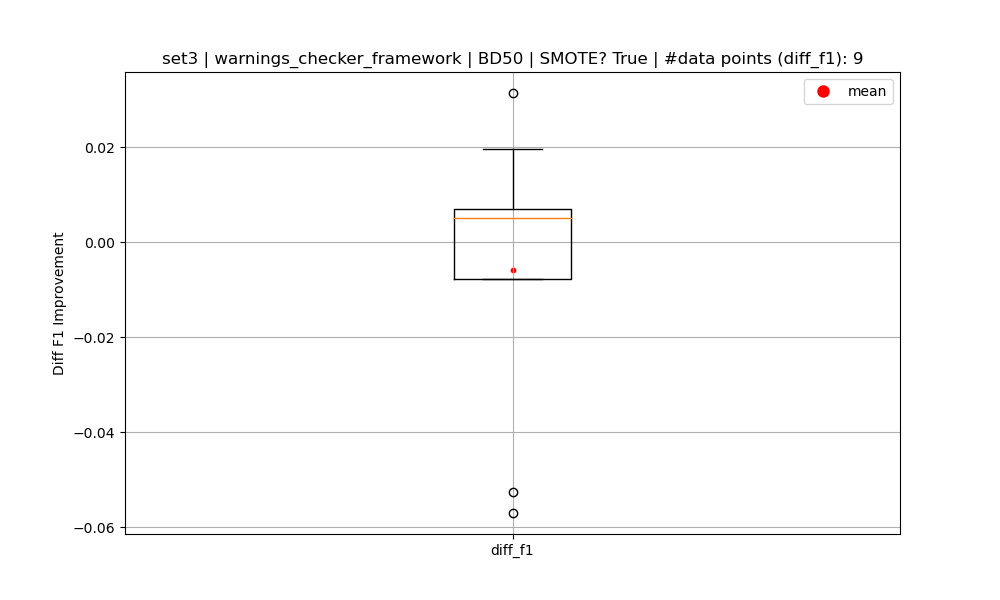 set3 | warnings_checker_framework | BD50 | SMOTE? True | #data points (diff_f1): 9
mean
0.02
0.00
−0.02
−0.04
−0.06
Diff F1 Improvement
diff_f1